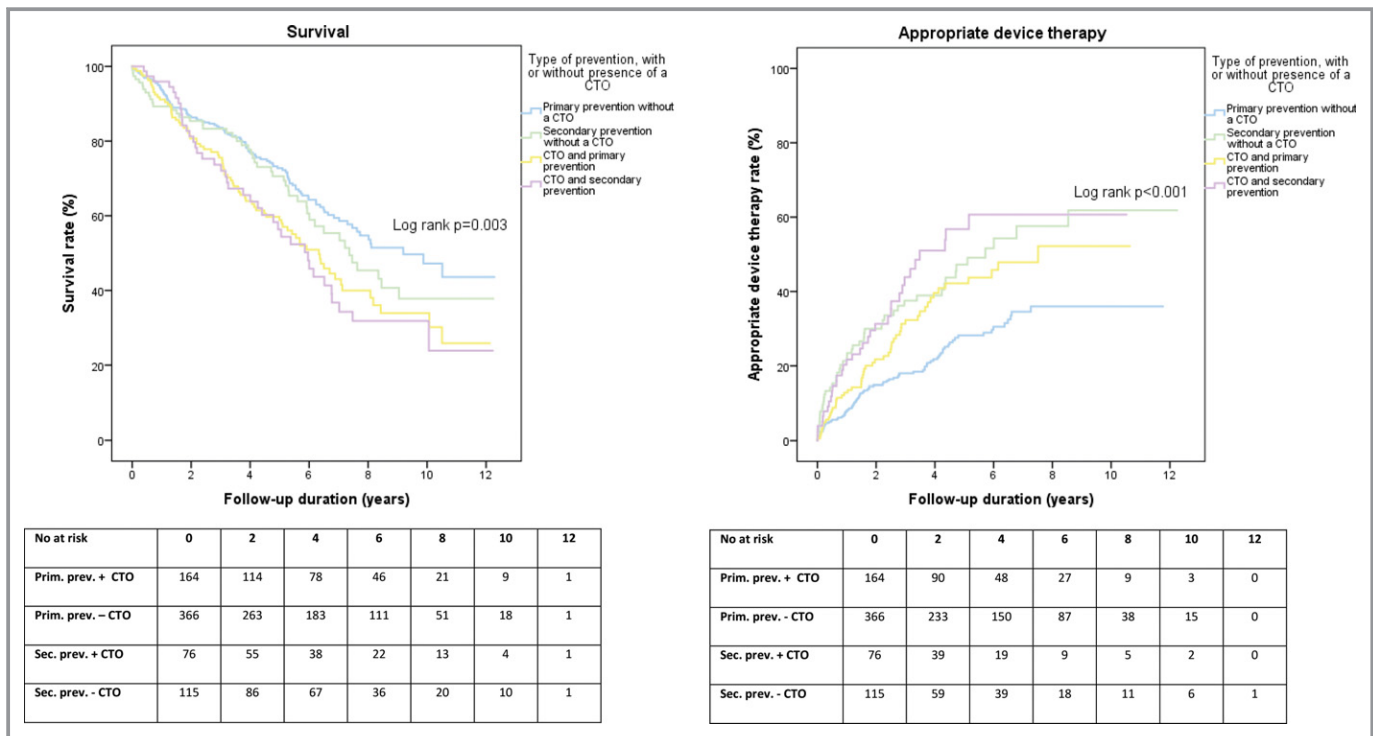 Survival
Type of prevention, with
or without presence of a
CTO
Primary prevention without
a CTO
Secondary prevention
without a CTO
CTO and primary
prevention
CTO and secondary
prevention
Log rank p=0.003
Survival rate (%)
100
80
60
40
20
0
0 2 4 6 8 10 12
Follow-up duration (years)
No at risk 0 2 4 6 8 10 12
Prim. prev. + CTO 164 114 78 46 21 9 1
Prim. prev. – CTO 366 263 183 111 51 18 1
Sec. prev. + CTO 76 55 38 22 13 4 1
Sec. prev. - CTO 115 86 67 36 20 10 1
Appropriate device therapy
Type of prevention, with
or without presence of a
CTO
Primary prevention without
a CTO
Secondary prevention
without a CTO
CTO and primary
prevention
CTO and secondary
prevention
Log rank p<0.001
Appropriate device therapy rate (%)
100
80
60
40
20
0
0 2 4 6 8 10 12
Follow-up duration (years)
No at risk 0 2 4 6 8 10 12
Prim. prev. + CTO 164 90 48 27 9 3 0
Prim. prev. - CTO 366 233 150 87 38 15 0
Sec. prev. + CTO 76 39 19 9 5 2 0
Sec. prev. - CTO 115 59 39 18 11 6 1